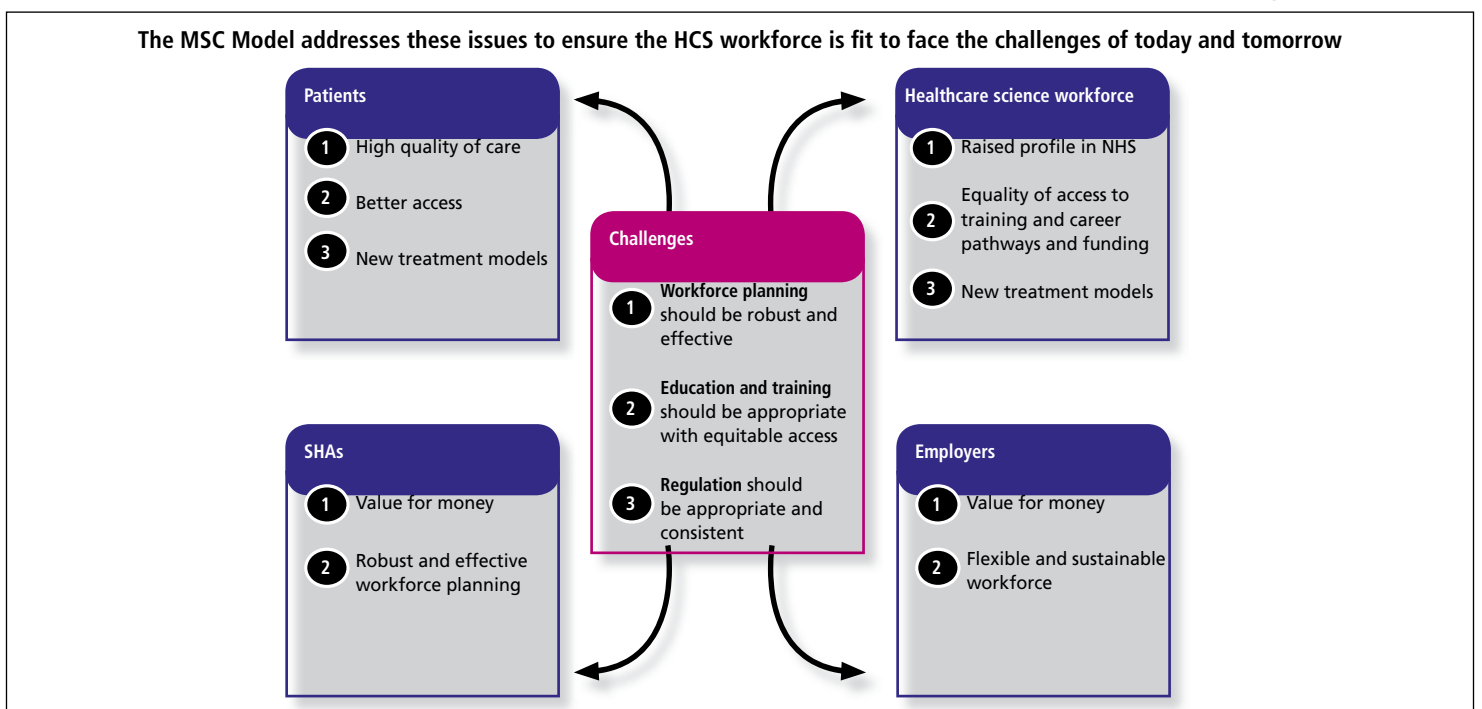 The MSC Model addresses these issues to ensure the HCS workforce is fit to face the challenges of today and tomorrow
Patients
1 High quality of care
2 Better access
3 New treatment models
Healthcare science workforce
1 Raised profile in NHS
2 Equality of access to
training and career
pathways and funding
3 New treatment models
Challenges
1 Workforce planning
should be robust and
effective
2 Education and training
should be appropriate
with equitable access
3 Regulation should
be appropriate and
consistent
SHAs
1 Value for money
2 Robust and effective
workforce planning
Employers
1 Value for money
2 Flexible and sustainable
workforce